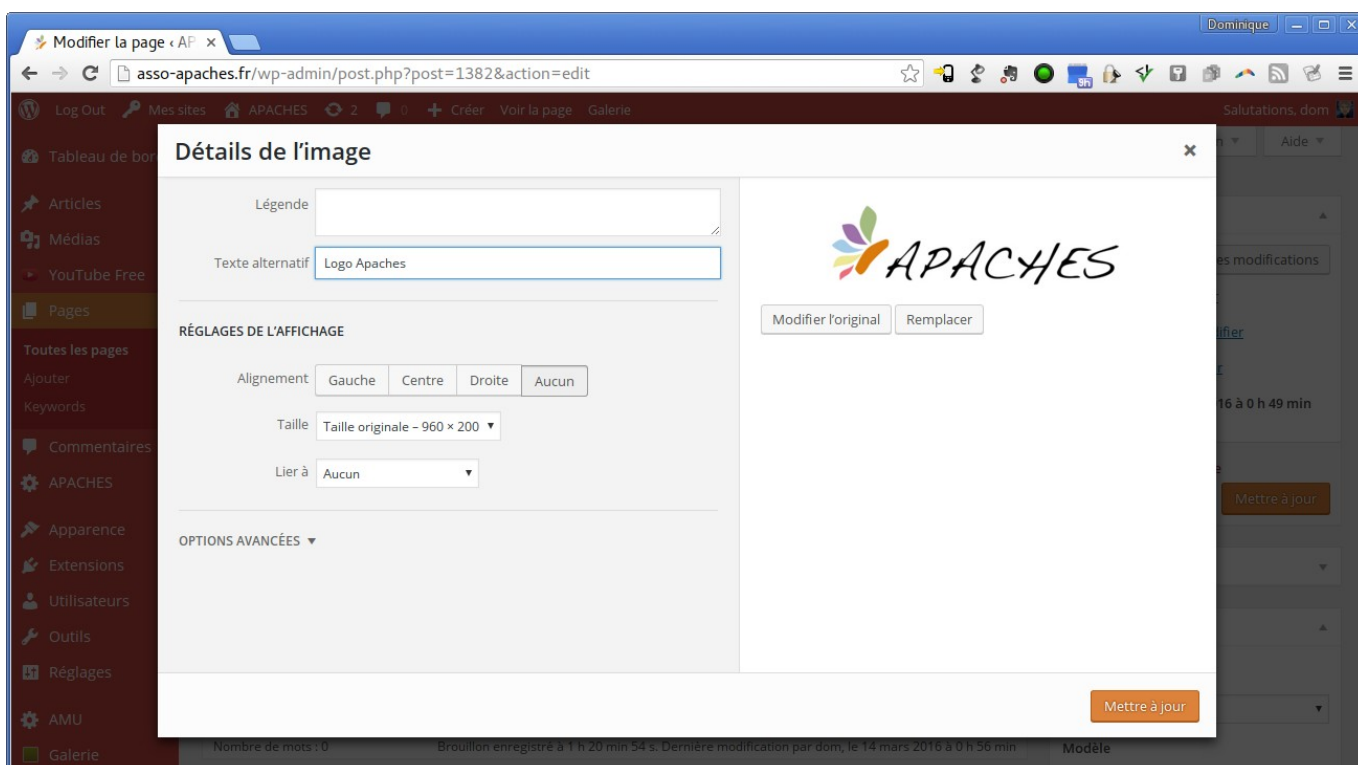 Dominique
Modifier la page ‹ AP
asso-apaches.fr/wp-admin/post.php?post=1382&action=edit
9h
Log Out Mes sites APACHES 2 0 Créer Voir la page Galerie Salutations, dom
Tableau de bor
Détails de l'image
Aide
Articles
Légende
Médias
Texte alternatif Logo Apaches
APACHES
es modifications
YouTube Free
Pages
Modifier l'original Remplacer
RÉGLAGES DE L'AFFICHAGE
difier
Toutes les pages
Ajouter
Alignement Gauche Centre Droite Aucun
r
Keywords
16 à 0 h 49 min
Taille Taille originale – 960 × 200
Commentaires
Lier à Aucun
e
APACHES
Mettre à jour
Apparence
OPTIONS AVANCÉES
Extensions
Utilisateurs
Outils
Réglages
Mettre à jour
AMU
Nombre de mots : 0 Brouillon enregistré à 1 h 20 min 54 s. Dernière modification par dom, le 14 mars 2016 à 0 h 56 min
Modèle
Galerie